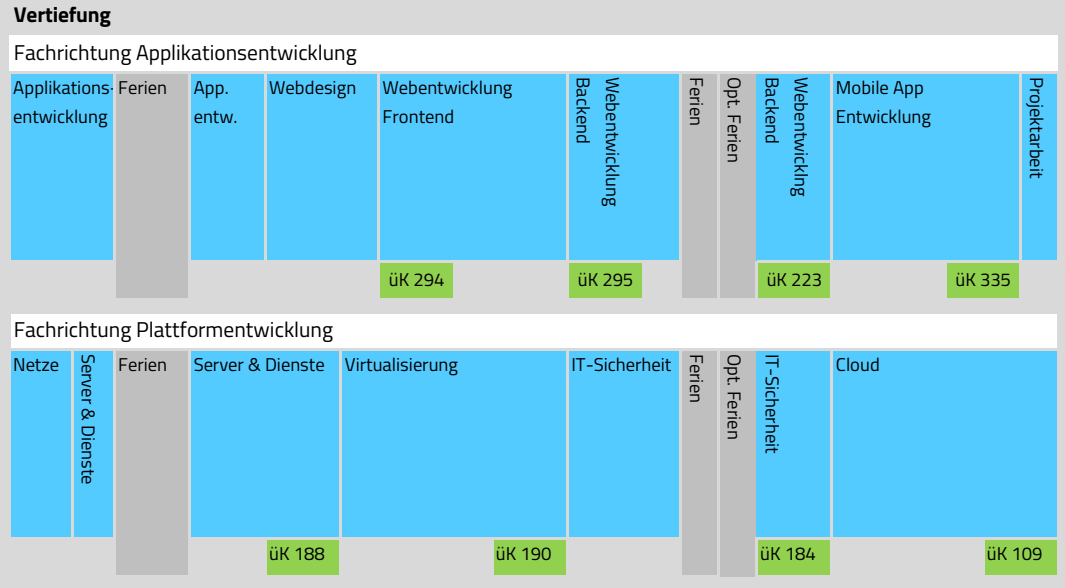 Vertiefung
Fachrichtung Applikationsentwicklung
Applikations-
entwicklung
Ferien
App.
entw.
Webdesign
Webentwicklung
Frontend
Webentwicklung
Backend
Ferien
Opt. Ferien
Webentwicklng
Backend
Mobile App
Entwicklung
Projektarbeit
üK 294
üK 295
üK 223
üK 335
Fachrichtung Plattformentwicklung
Netze
Server & Dienste
Ferien
Server & Dienste
Virtualisierung
IT-Sicherheit
Ferien
Opt. Ferien
IT-Sicherheit
Cloud
üK 188
üK 190
üK 184
üK 109